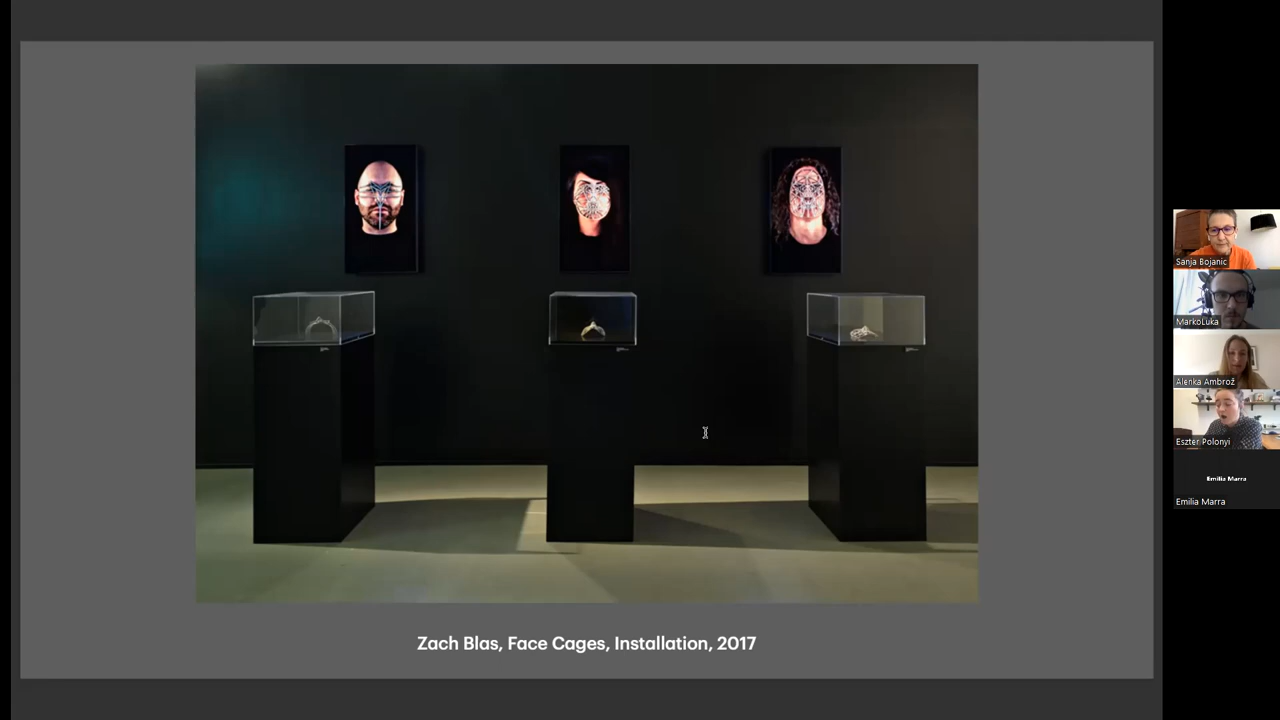 Zach Blas, Face Cages, Installation, 2017
Sanja Bojanic
MarkoLuka
Alenka Ambrož
Eszter Polonyi
Emilia Marra
Emilia Marra